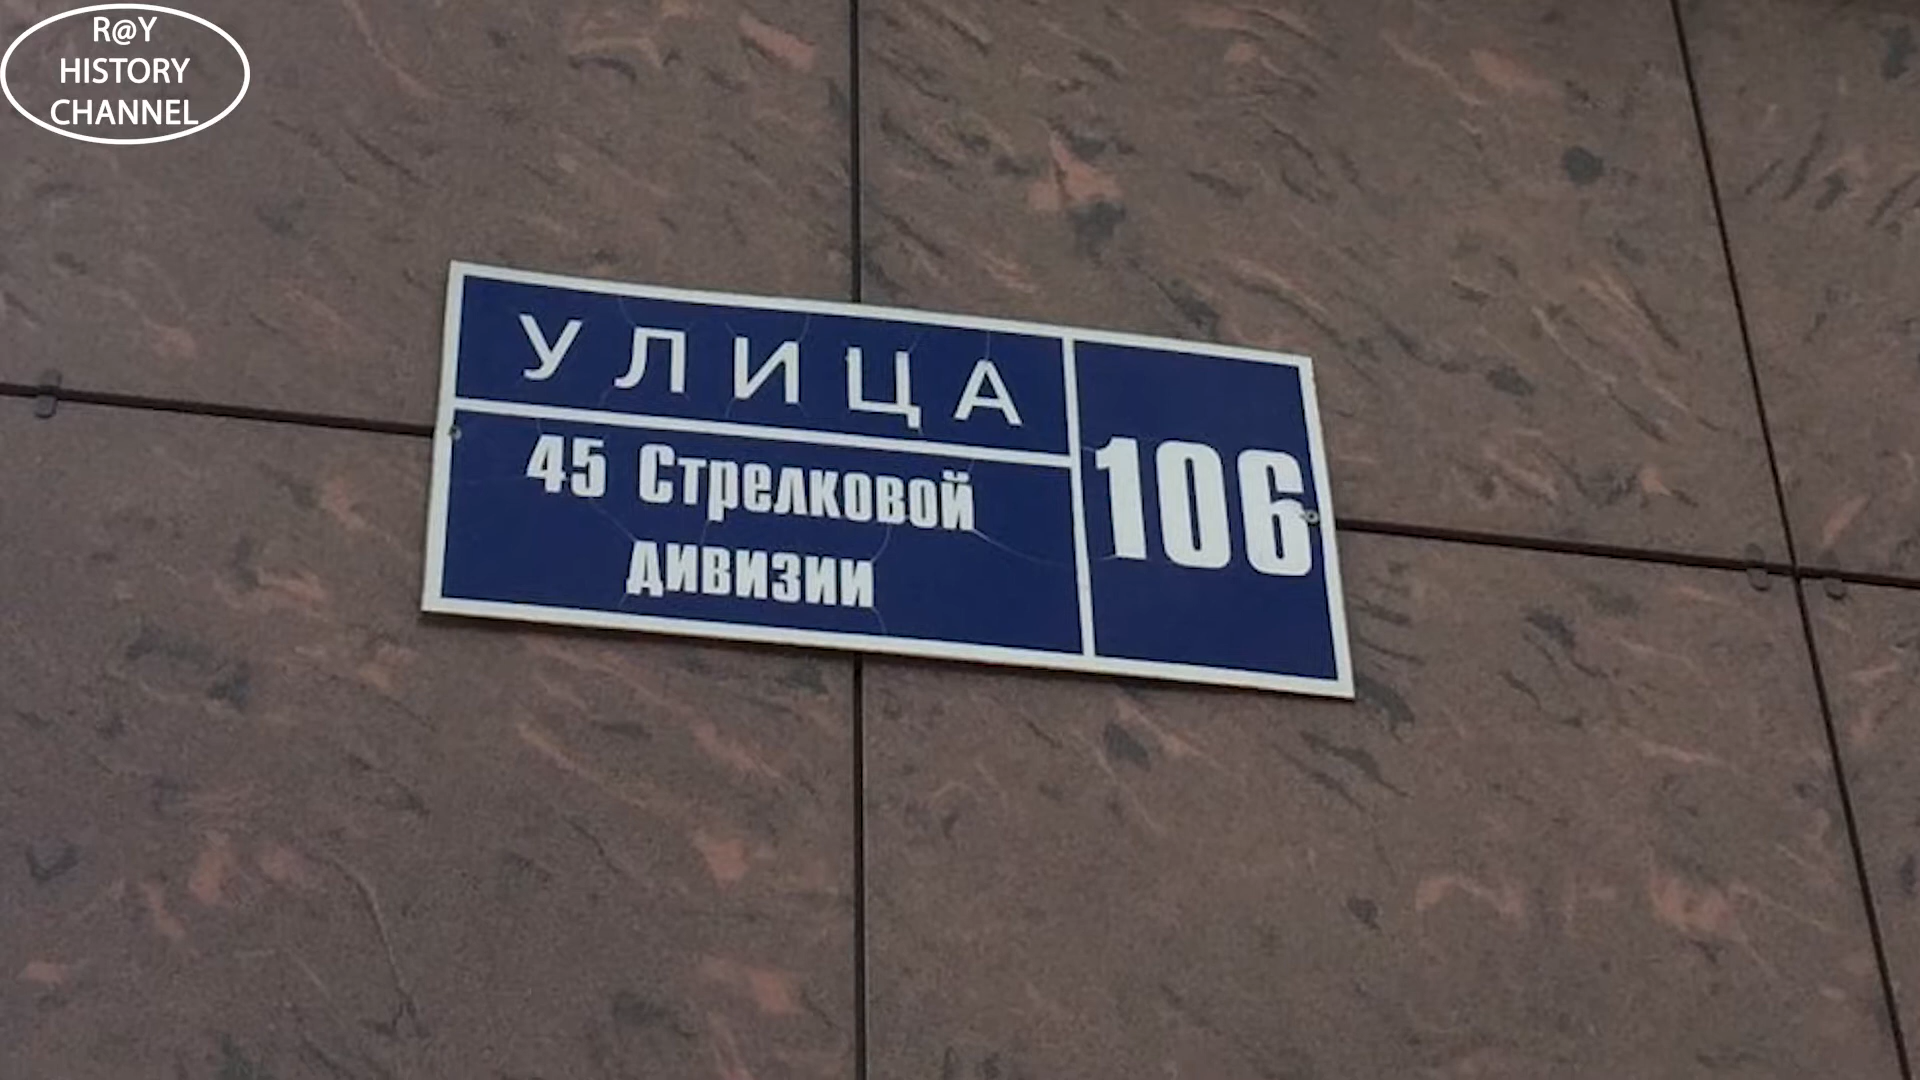 R@Y
HISTORY
CHANNEL
УЛИЦА
45 Стрелковой
дивизии
106